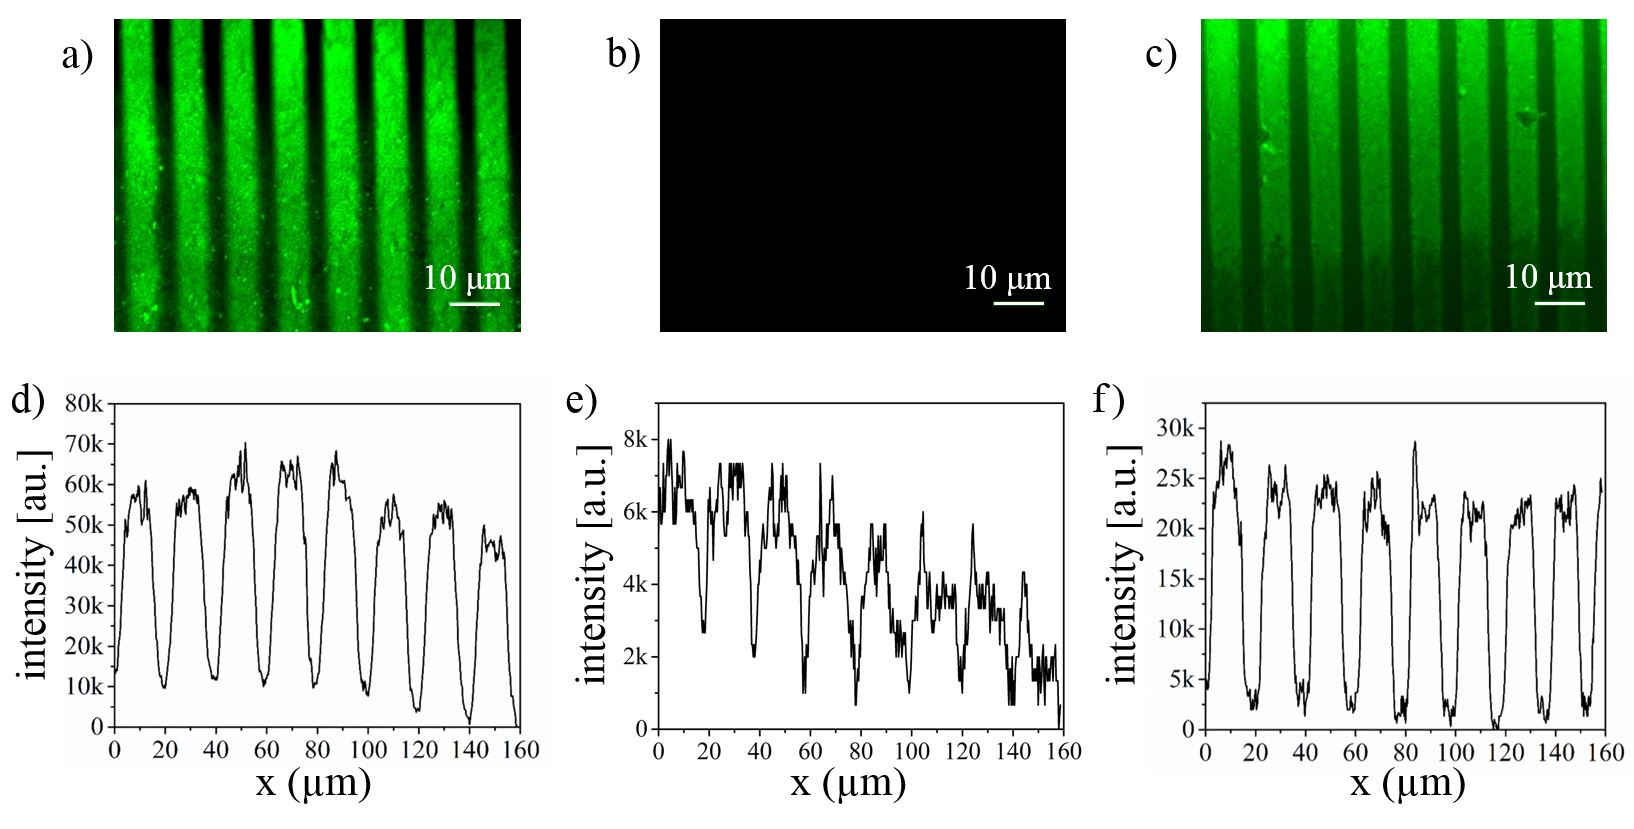 a)
10 μm
b)
10 μm
c)
10 μm
d)
80k
70k
60k
50k
40k
30k
20k
10k
0
intensity [au.]
0 20 40 60 80 100 120 140 160
x (μm)
e)
8k
6k
4k
2k
0
intensity [a.u.]
0 20 40 60 80 100 120 140 160
x (μm)
f)
30k
25k
20k
15k
10k
5k
0
intensity [a.u.]
0 20 40 60 80 100 120 140 160
x (μm)